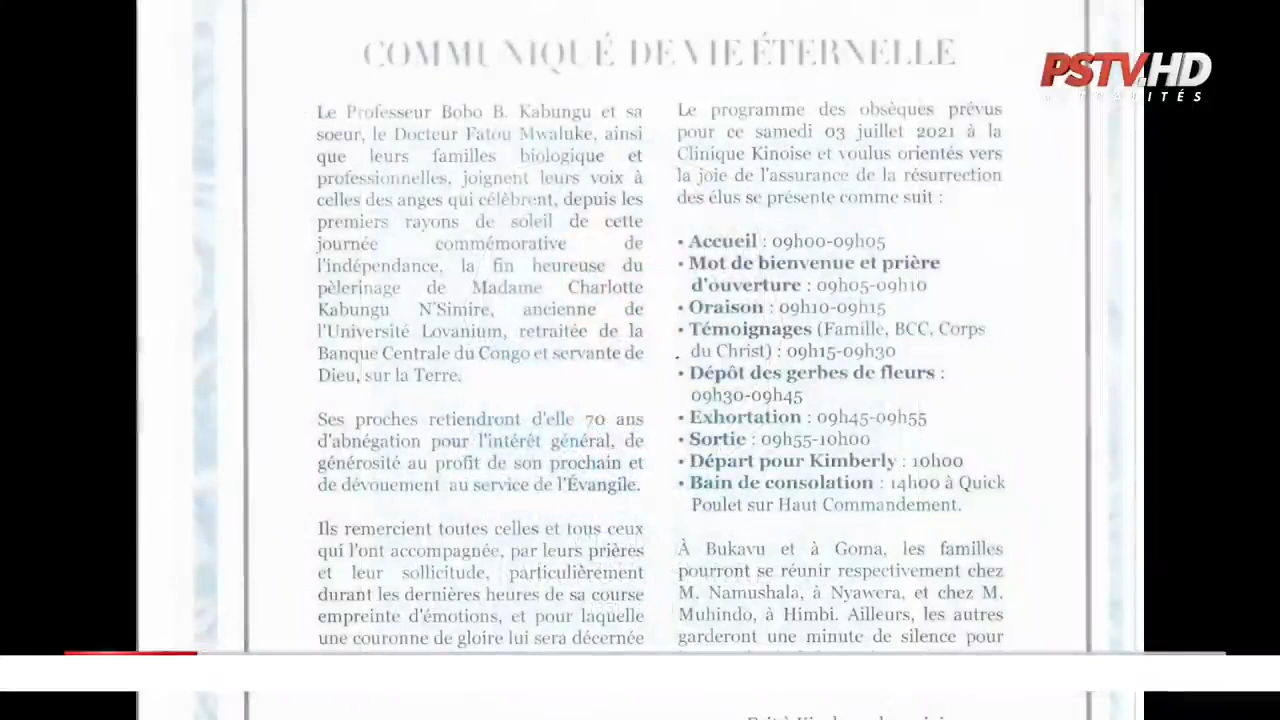 COMMUNIQUÉ DE VIE ÉTERNELLE
PSTV.HD
Le Professeur Bobo B. Kabungu et sa
soeur, le Docteur Fatou Mwaluke, ainsi
que leurs familles biologique et
professionnelles, joignent leurs voix à
celles des anges qui célèbrent, depuis les
premiers rayons de soleil de cette
journée commémorative de
l'indépendance, la fin heureuse du
pèlerinage de Madame Charlotte
Kabungu N'Simire, ancienne de
l'Université Lovanium, retraitée de la
Banque Centrale du Congo et servante de
Dieu, sur la Terre.
Ses proches retiendront d'elle 70 ans
d'abnégation pour l'intérêt général, de
générosité au profit de son prochain et
de dévouement au service de l'Évangile.
Ils remercient toutes celles et tous ceux
qui l'ont accompagnée, par leurs prières
et leur sollicitude, particulièrement
durant les dernières heures de sa course
empreinte d'émotions, et pour laquelle
une couronne de gloire lui sera décernée
Le programme des obsèques prévus
pour ce samedi 03 juillet 2021 à la
Clinique Kinoise et voulus orientés vers
la joie de l'assurance de la résurrection
des élus se présente comme suit :
• Accueil : 09h00-09h05
• Mot de bienvenue et prière
d'ouverture : 09h05-09h10
• Oraison : 09h10-09h15
• Témoignages (Famille, BCC, Corps
du Christ) : 09h15-09h30
• Dépôt des gerbes de fleurs :
09h30-09h45
• Exhortation : 09h45-09h55
• Sortie : 09h55-10h00
• Départ pour Kimberly : 10h00
• Bain de consolation : 14h00 à Quick
Poulet sur Haut Commandement.
À Bukavu et à Goma, les familles
pourront se réunir respectivement chez
M. Namushala, à Nyawera, et chez M.
Muhindo, à Himbi. Ailleurs, les autres
garderont une minute de silence pour